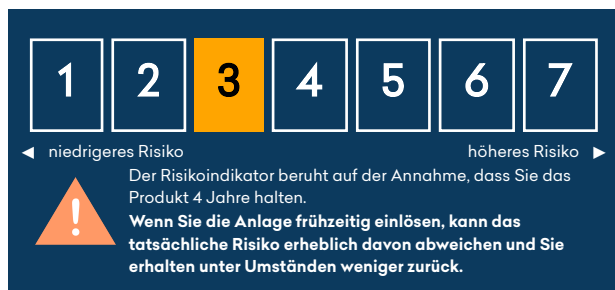 1 2 3 4 5 6 7
◄ niedrigeres Risiko höheres Risiko ►
Der Risikoindikator beruht auf der Annahme, dass Sie das
Produkt 4 Jahre halten.
!
Wenn Sie die Anlage frühzeitig einlösen, kann das
tatsächliche Risiko erheblich davon abweichen und Sie
erhalten unter Umständen weniger zurück.